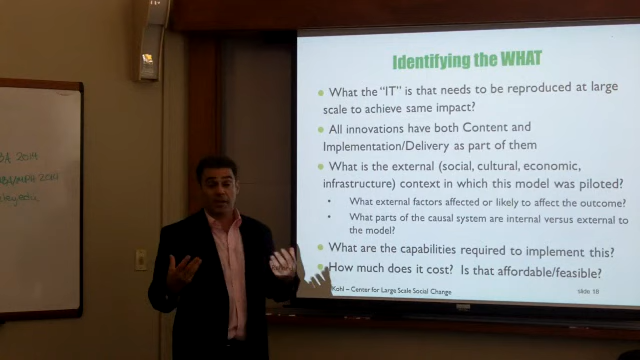 Identifying the WHAT
What the “IT” is that needs to be reproduced at large
scale to achieve same impact?
All innovations have both Content and
Implementation/Delivery as part of them
What is the external (social, cultural, economic,
infrastructure) context in which this model was piloted?
What external factors affected or likely to affect the outcome?
What parts of the causal system are internal versus external to
the model?
What are the capabilities required to implement this?
How much does it cost? Is that affordable/feasible?
Kohl – Center for Large Scale Social Change
slide 18
2014